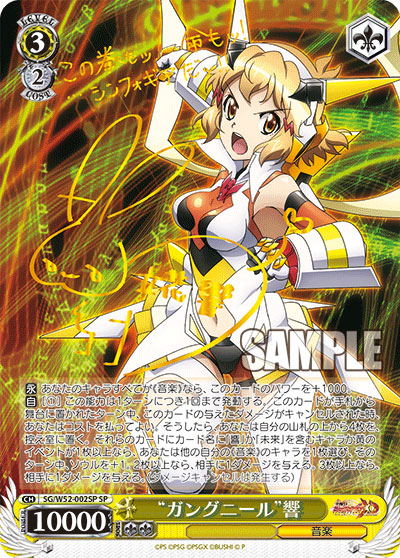 LEVEL
3
2
COST
この拳も、命も…
…シンフォギアだ…!
SAMPLE
永 あなたのキャラすべてが《音楽》なら、このカードのパワーを+1000。
自 [(1)] この能力は1ターンにつき1回まで発動する。このカードが手札から
舞台に置かれたターン中、このカードの与えたダメージがキャンセルされた時、
あなたはコストを払ってよい。そうしたら、あなたは自分の山札の上から4枚を、
控え室に置く。それらのカードにカード名に「響」か「未来」を含むキャラか黄の
イベントが1枚以上なら、あなたは他の自分の《音楽》のキャラを1枚選び、そのタ
ーン中、ソウルを+1。2枚以上なら、相手に1ダメージを与える。3枚以上なら、
相手に1ダメージを与える。(ダメージキャンセルは発生する)
CH
SG/W52-002SP SP
10000
“ガングニール”響
音楽
©PS ©PSG ©PSGX ©BUSHI © P